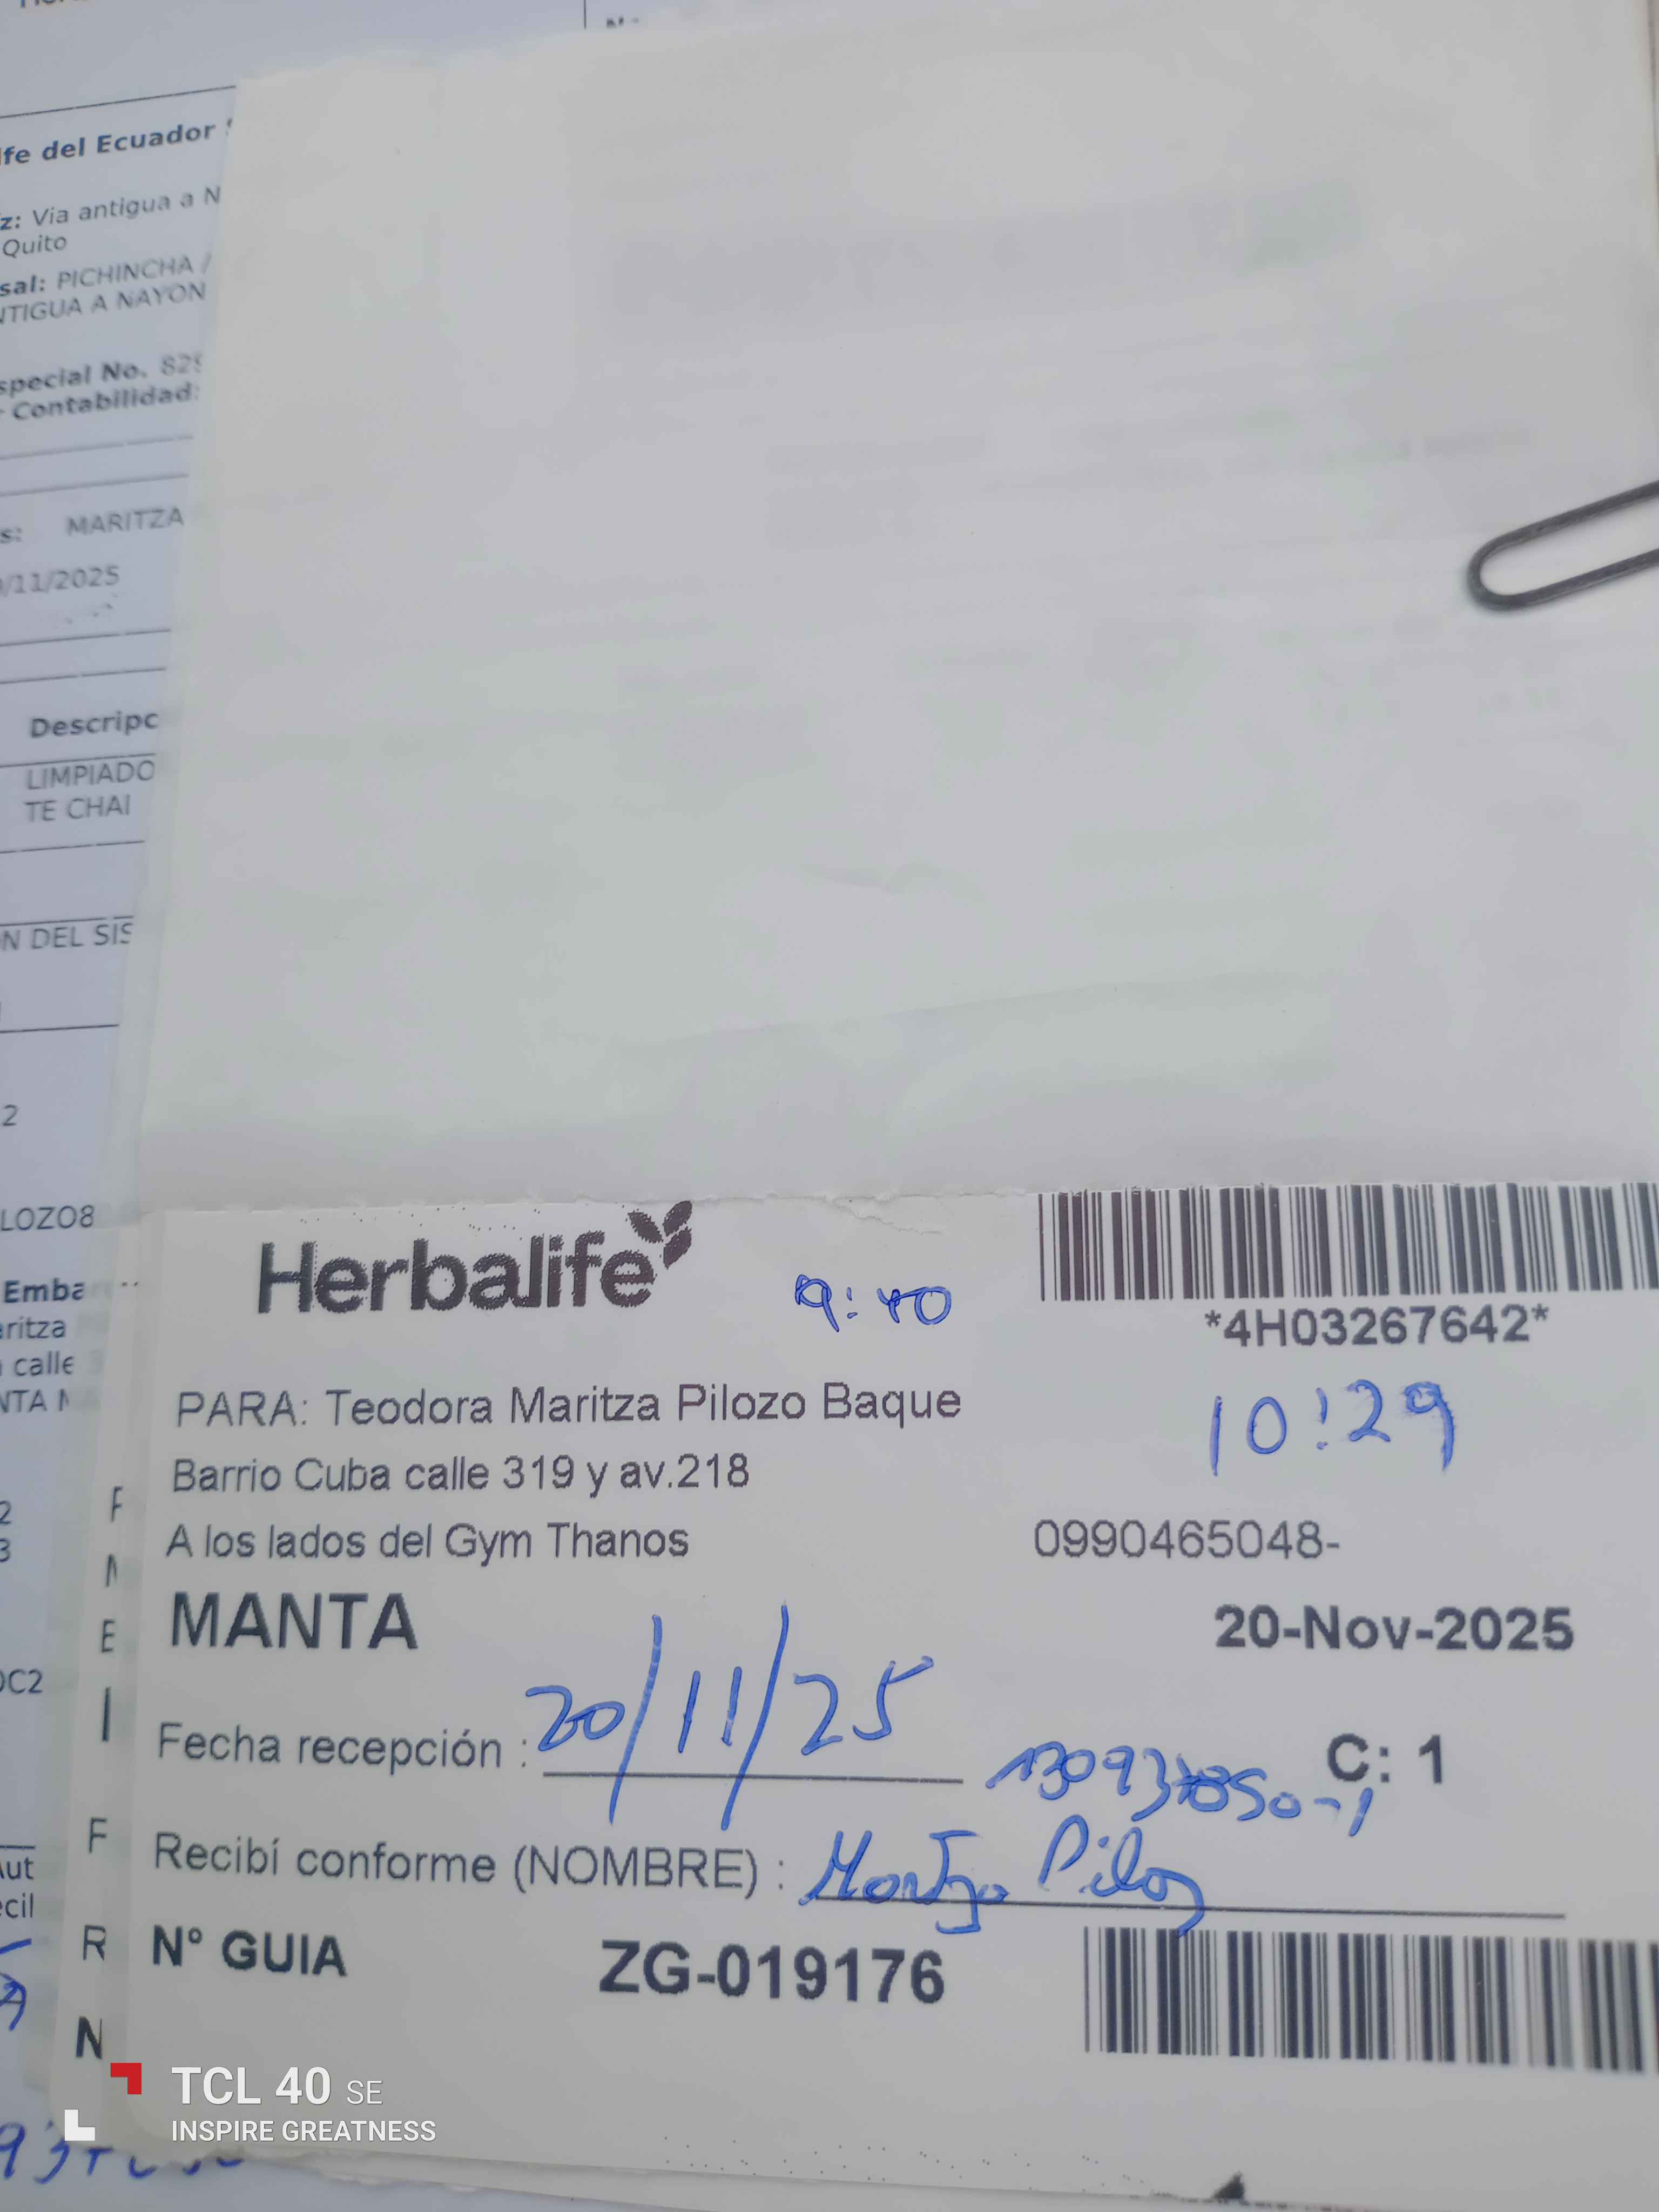 lfe del Ecuador
z: Via antigua a N
Quito
sal: PICHINCHA /
NTIGUA A NAYON
special No. 829
Contabilidad:
s: MARITZA
/11/2025
Descripc
LIMPIADO
TE CHAI
N DEL SIS
2
LOZO8
Emba
ritza
calle
NTA M
Herbalife
9:40
*4H03267642*
PARA: Teodora Maritza Pilozo Baque
10:29
Barrio Cuba calle 319 y av.218
A los lados del Gym Thanos
0990465048-
MANTA
20-Nov-2025
Fecha recepción : 20/11/25
C: 1
Recibí conforme (NOMBRE) : Maritza Piloz
N° GUIA ZG-019176
F
N
E
F
R
N
2
3
OC2
Aut
ecil
TCL 40 SE
INSPIRE GREATNESS